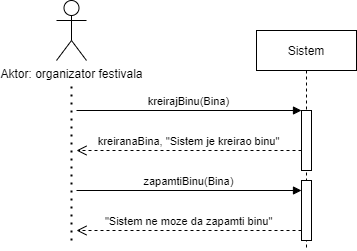 Sistem
Aktor: organizator festivala
kreirajBinu(Bina)
kreiranaBina, "Sistem je kreirao binu"
zapamtiBinu(Bina)
"Sistem ne moze da zapamti binu"